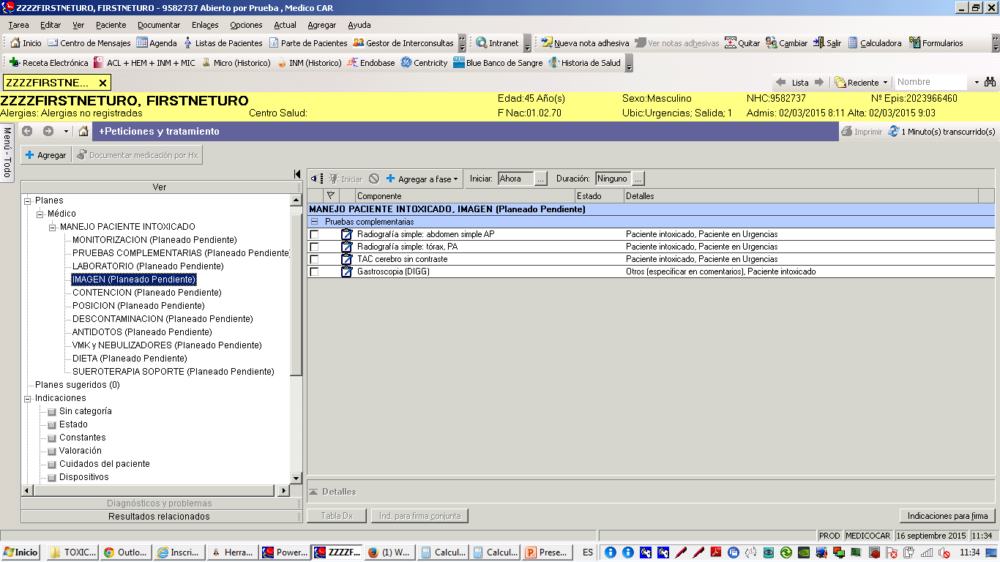 ZZZZFIRSTNETURO, FIRSTNETURO - 9582737 Abierto por Prueba , Medico CAR
Tarea Editar Ver Paciente Documentar Enlaces Opciones Actual Agregar Ayuda
Inicio Centro de Mensajes Agenda Listas de Pacientes Parte de Pacientes Gestor de Interconsultas Intranet Nueva nota adhesiva Ver notas adhesivas Quitar Cambiar Salir Calculadora Formularios
Receta Electrónica ACL + HEM + INM + MIC Micro (Historico) INM (Historico) Endobase Centricity Blue Banco de Sangre Historia de Salud
ZZZZFIRSTNE... Lista Reciente Nombre
ZZZZFIRSTNETURO, FIRSTNETURO Edad:45 Año(s) Sexo:Masculino NHC:9582737 Nº Epis:2023966460
Alergias: Alergias no registradas Centro Salud: F Nac:01.02.70 Ubic:Urgencias; Salida; 1 Admis: 02/03/2015 8:11 Alta: 02/03/2015 9:03
Menú - Todo
+Peticiones y tratamiento Imprimir 1 Minuto(s) transcurrido(s)
Agregar Documentar medicación por Hx
Ver
Planes
Médico
MANEJO PACIENTE INTOXICADO
MONITORIZACION (Planeado Pendiente)
PRUEBAS COMPLEMENTARIAS (Planeado Pendiente
LABORATORIO (Planeado Pendiente)
IMAGEN (Planeado Pendiente)
CONTENCION (Planeado Pendiente)
POSICION (Planeado Pendiente)
DESCONTAMINACION (Planeado Pendiente)
ANTIDOTOS (Planeado Pendiente)
VMK y NEBULIZADORES (Planeado Pendiente)
DIETA (Planeado Pendiente)
SUEROTERAPIA SOPORTE (Planeado Pendiente)
Planes sugeridos (0)
Indicaciones
Sin categoría
Estado
Constantes
Valoración
Cuidados del paciente
Dispositivos
Diagnósticos y problemas
Resultados relacionados
Iniciar Agregar a fase Iniciar: Ahora ... Duración: Ninguno ...
Componente Estado Detalles
MANEJO PACIENTE INTOXICADO, IMAGEN (Planeado Pendiente)
Pruebas complementarias
Radiografía simple: abdomen simple AP Paciente intoxicado, Paciente en Urgencias
Radiografía simple: tórax, PA Paciente intoxicado, Paciente en Urgencias
TAC cerebro sin contraste Paciente intoxicado, Paciente en Urgencias
Gastroscopia (DIGG) Otros (especificar en comentarios), Paciente intoxicado
Detalles
Tabla Dx Ind. para firma conjunta Indicaciones para firma
PROD MEDICOCAR 16 septiembre 2015 11:34
Inicio TOXIC... Outlo... Inscri... Herra... Power... ZZZZF... (1) W... Calcul... Calcul... Prese... ES 11:34